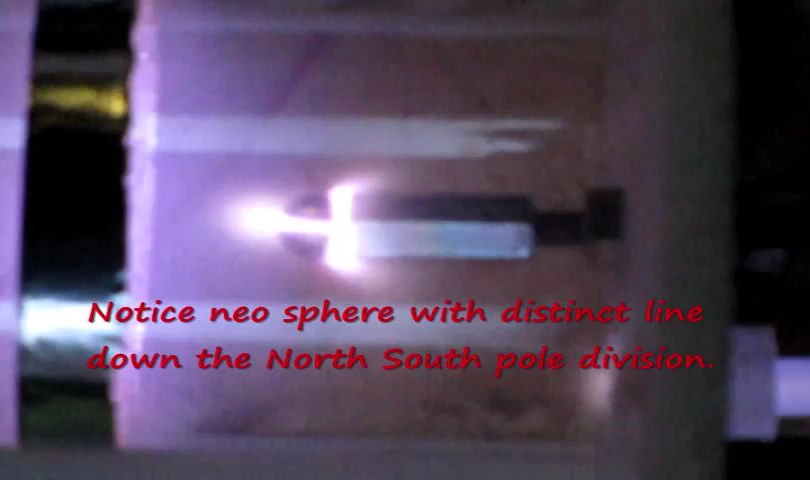 Notice neo sphere with distinct line
down the North South pole division.